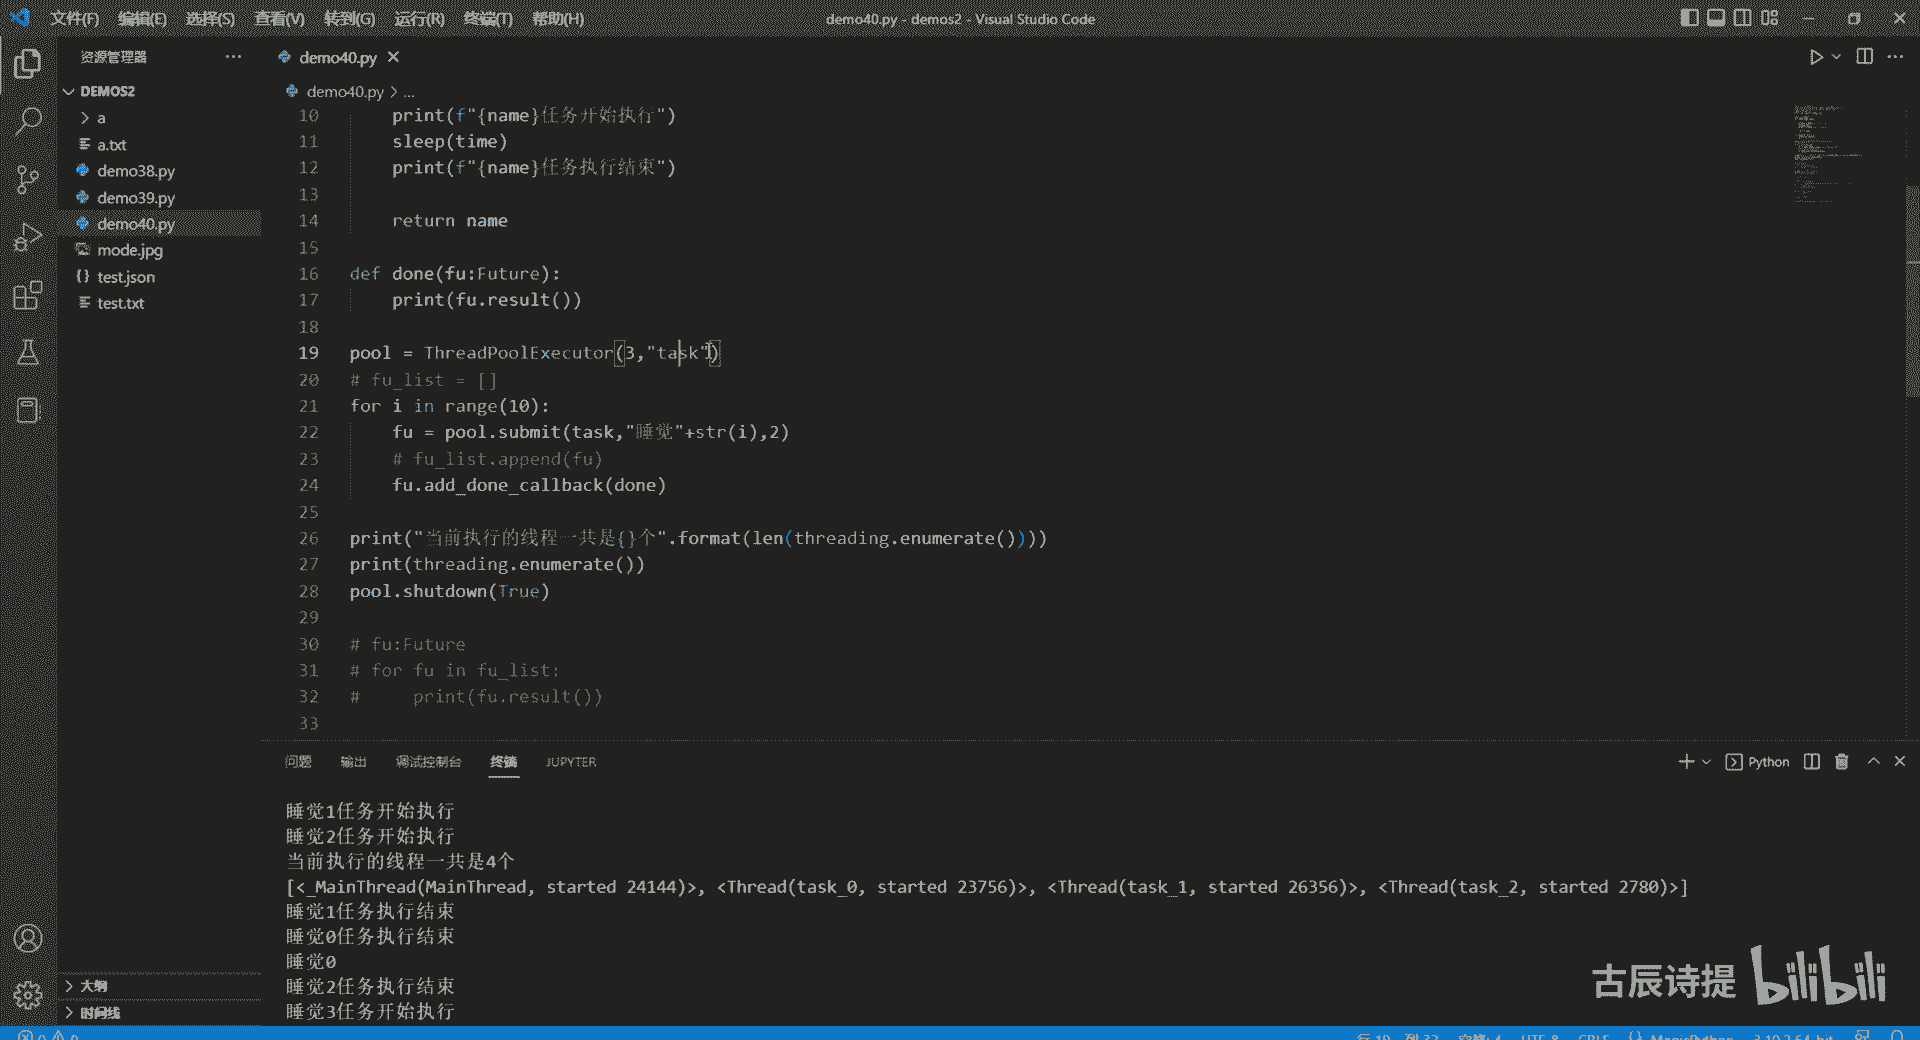 文件(F) 编辑(E) 选择(S) 查看(V) 转到(G) 运行(R) 终端(T) 帮助(H) demo40.py - demos2 - Visual Studio Code
资源管理器 ...
DEMOS2
a
a.txt
demo38.py
demo39.py
demo40.py
mode.jpg
{} test.json
test.txt
大纲
时间线
demo40.py
demo40.py > ...
10 print(f"{name}任务开始执行")
11 sleep(time)
12 print(f"{name}任务执行结束")
13
14 return name
15
16 def done(fu:Future):
17 print(fu.result())
18
19 pool = ThreadPoolExecutor(3,"task")
20 # fu_list = []
21 for i in range(10):
22 fu = pool.submit(task,"睡觉"+str(i),2)
23 # fu_list.append(fu)
24 fu.add_done_callback(done)
25
26 print("当前执行的线程一共是{}个".format(len(threading.enumerate())))
27 print(threading.enumerate())
28 pool.shutdown(True)
29
30 # fu:Future
31 # for fu in fu_list:
32 # print(fu.result())
33
问题 输出 调试控制台 终端 JUPYTER Python
睡觉1任务开始执行
睡觉2任务开始执行
当前执行的线程一共是4个
[<_MainThread(MainThread, started 24144)>, <Thread(task_0, started 23756)>, <Thread(task_1, started 26356)>, <Thread(task_2, started 2780)>]
睡觉1任务执行结束
睡觉0任务执行结束
睡觉0
睡觉2任务执行结束
睡觉3任务开始执行
古辰诗提 bilibili